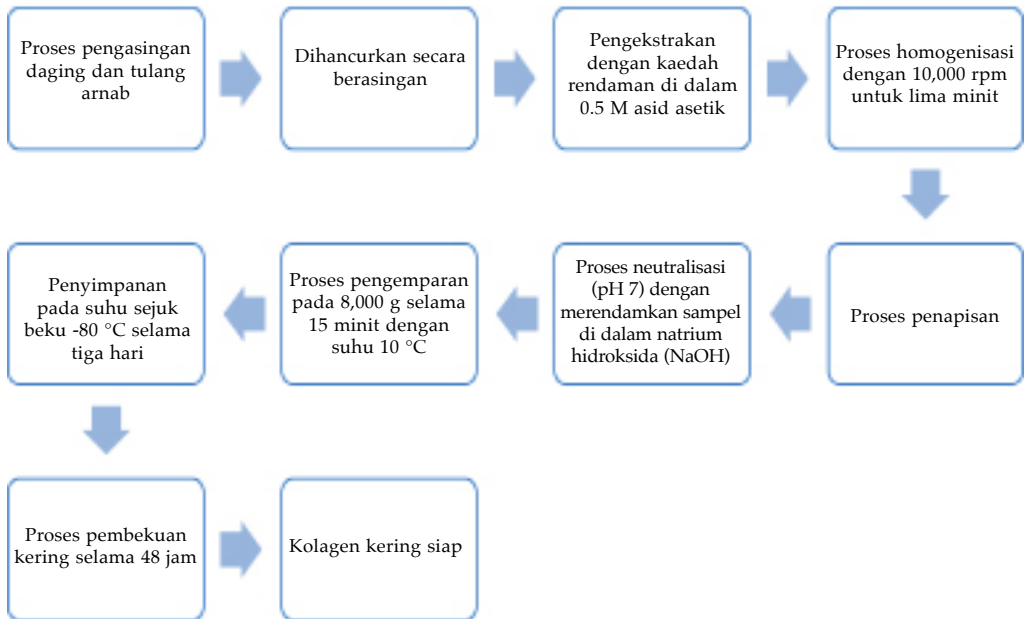 Proses pengasingan
daging dan tulang
arnab
Dihancurkan secara
berasingan
Pengekstrakan
dengan kaedah
rendaman di dalam
0.5 M asid asetik
Proses homogenisasi
dengan 10,000 rpm
untuk lima minit
Proses penapisan
Proses neutralisasi
(pH 7) dengan
merendamkan sampel
di dalam natrium
hidroksida (NaOH)
Proses pengemparan
pada 8,000 g selama
15 minit dengan
suhu 10 °C
Penyimpanan
pada suhu sejuk
beku -80 °C selama
tiga hari
Proses pembekuan
kering selama 48 jam
Kolagen kering siap